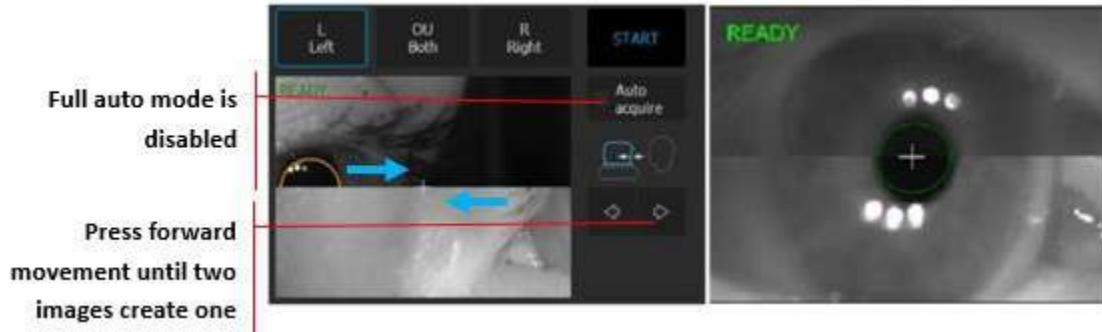 L
Left
OU
Both
R
Right
START
READY
READY
Auto
acquire
Full auto mode is
disabled
Press forward
movement until two
images create one